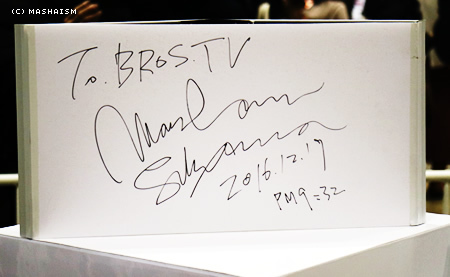 (C) MASHAISM
To. BROS.TV
2016.12.17
PM9:32